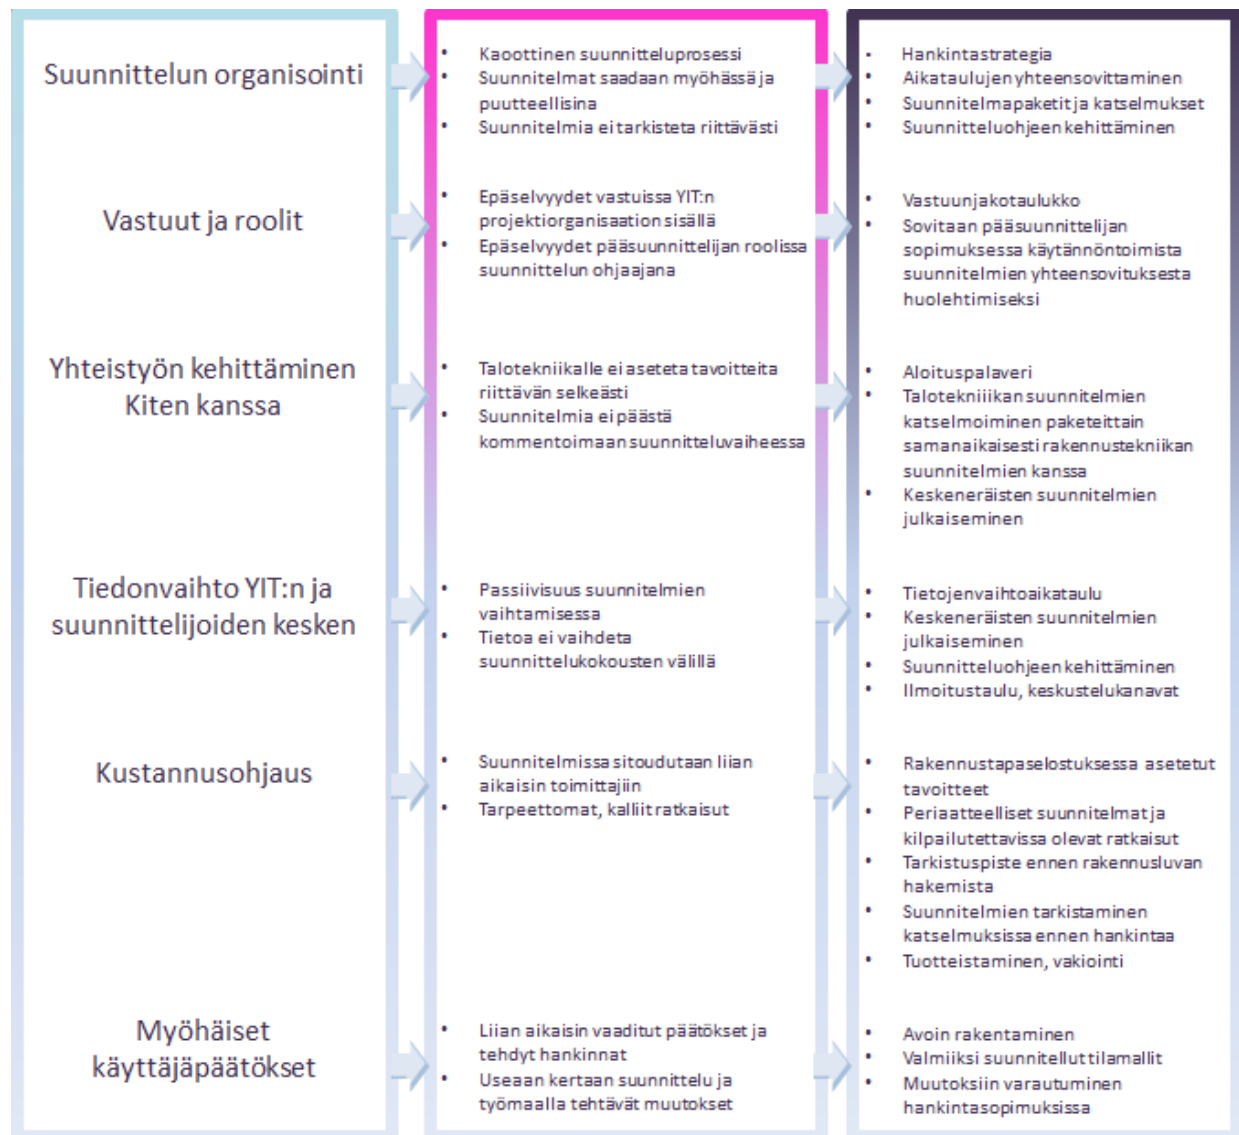 Suunnittelun organisointi
• Kaoottinen suunnitteluprosessi
• Suunnitelmat saadaan myöhässä ja
puutteellisina
• Suunnitelmia ei tarkisteta riittävästi
• Hankintastrategia
• Aikataulujen yhteensovittaminen
• Suunnitelmapaketit ja katselmukset
• Suunnitteluohjeen kehittäminen
Vastuut ja roolit
• Epäselvyydet vastuissa YIT:n
projektiorganisaation sisällä
• Epäselvyydet pääsuunnittelijan roolissa
suunnittelun ohjaajana
• Vastuunjakotaulukko
• Sovitaan pääsuunnittelijan
sopimuksessa käytännöntoimista
suunnitelmien yhteensovituksesta
huolehtimiseksi
Yhteistyön kehittäminen
Kiten kanssa
• Talotekniikalle ei aseteta tavoitteita
riittävän selkeästi
• Suunnitelmia ei päästä
kommentoimaan suunnitteluvaiheessa
• Aloituspalaveri
• Talotekniiikan suunnitelmien
katselmoiminen paketeittain
samanaikaisesti rakennustekniikan
suunnitelmien kanssa
• Keskeneräisten suunnitelmien
julkaiseminen
Tiedonvaihto YIT:n ja
suunnittelijoiden kesken
• Passiivisuus suunnitelmien
vaihtamisessa
• Tietoa ei vaihdeta
suunnittelukokousten välillä
• Tietojenvaihtoaikataulu
• Keskeneräisten suunnitelmien
julkaiseminen
• Suunnitteluohjeen kehittäminen
• Ilmoitustaulu, keskustelukanavat
Kustannusohjaus
• Suunnitelmissa sitoudutaan liian
aikaisin toimittajiin
• Tarpeettomat, kalliit ratkaisut
• Rakennustapaselostuksessa asetetut
tavoitteet
• Periaatteelliset suunnitelmat ja
kilpailutettavissa olevat ratkaisut
• Tarkistuspiste ennen rakennusluvan
hakemista
• Suunnitelmien tarkistaminen
katselmuksissa ennen hankintaa
• Tuotteistaminen, vakiointi
Myöhäiset
käyttäjäpäätökset
• Liian aikaisin vaaditut päätökset ja
tehdyt hankinnat
• Useaan kertaan suunnittelu ja
työmaalla tehtävät muutokset
• Avoin rakentaminen
• Valmiiksi suunnitellut tilamallit
• Muutoksiin varautuminen
hankintasopimuksissa